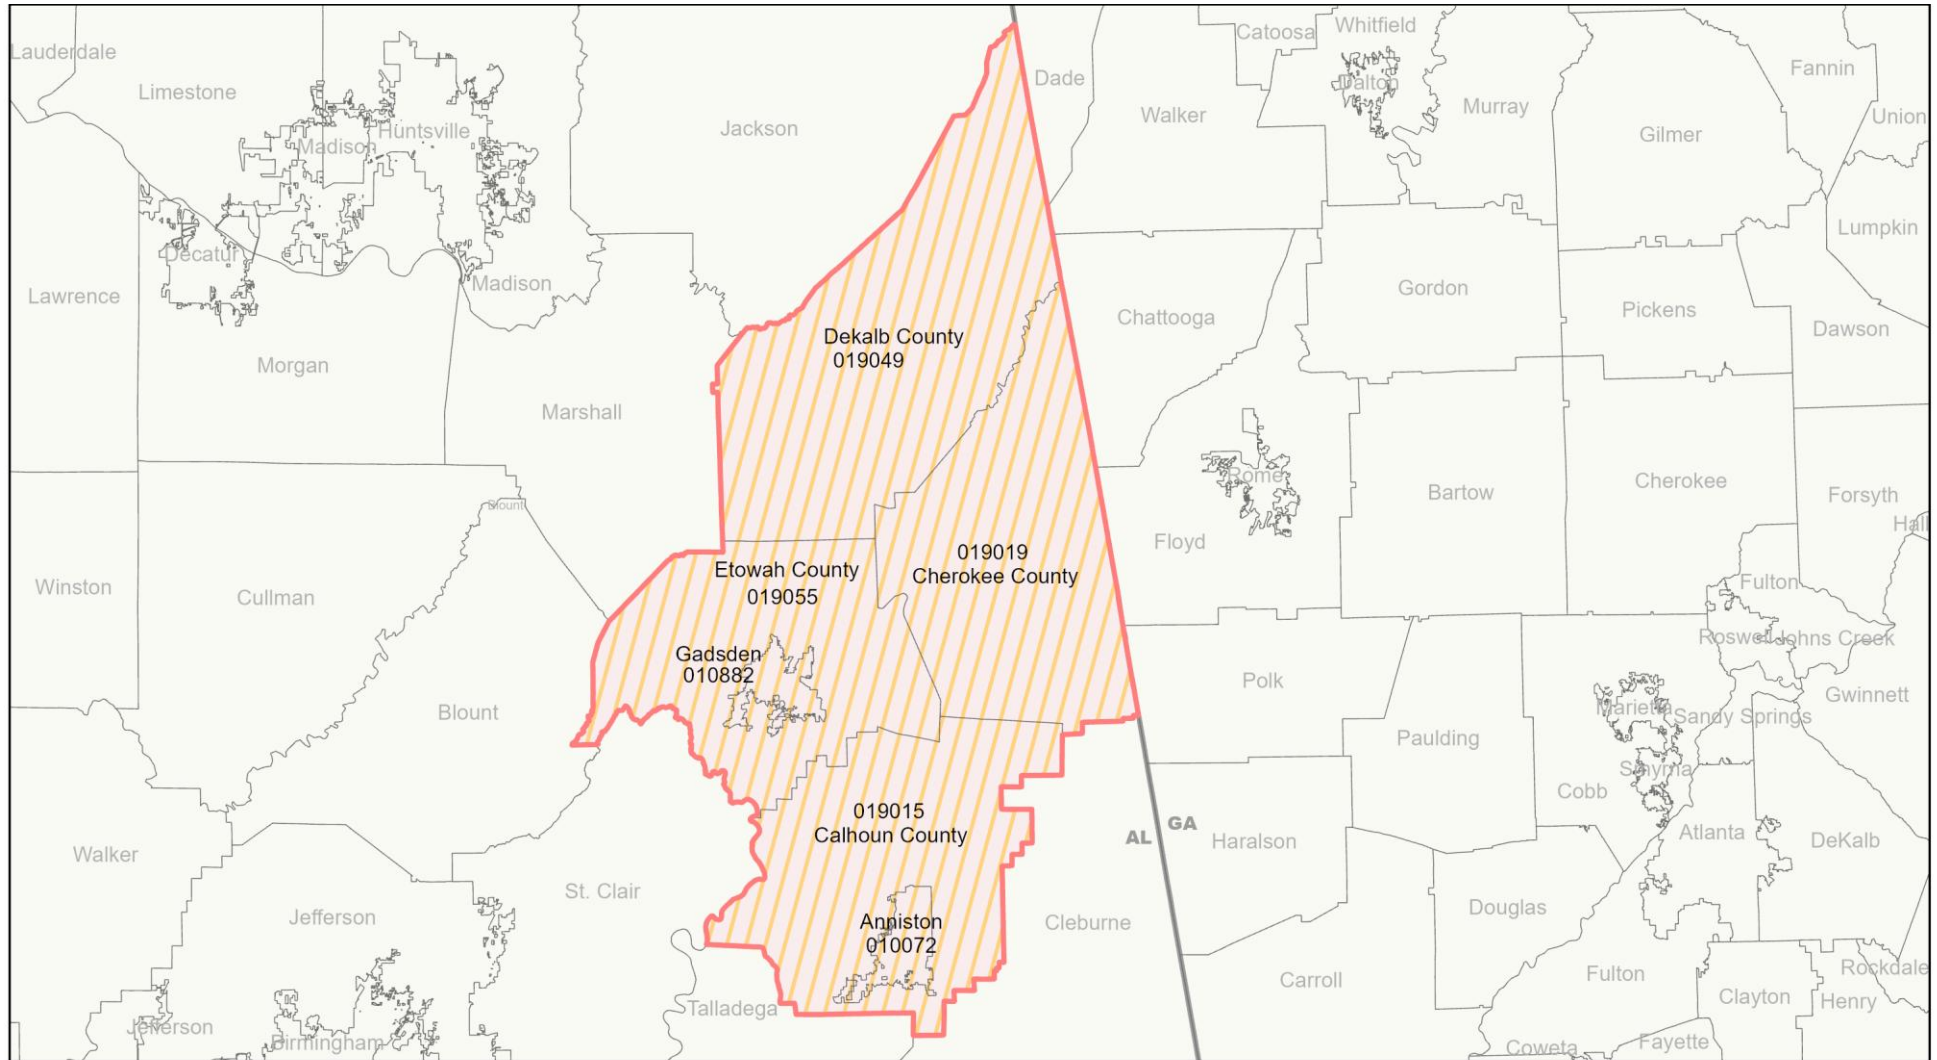 Lauderdale
Limestone
Madison
Huntsville
Jackson
Dade
Catoosa
Whitfield
Dalton
Walker
Murray
Fannin
Gilmer
Union
Lumpkin
Decatur
Madison
Lawrence
Morgan
Marshall
Dekalb County
019049
Chattooga
Gordon
Pickens
Dawson
Blount
Winston
Cullman
Etowah County
019055
019019
Cherokee County
Rome
Floyd
Bartow
Cherokee
Forsyth
Hall
Fulton
Roswell
Johns Creek
Gadsden
010882
Blount
Polk
Paulding
Marietta
Sandy Springs
Gwinnett
Smyrna
Cobb
Walker
019015
Calhoun County
AL
GA
Haralson
Atlanta
DeKalb
Jefferson
St. Clair
Anniston
010072
Cleburne
Douglas
Carroll
Fulton
Rockdale
Clayton
Henry
Jefferson
Birmingham
Talladega
Coweta
Fayette